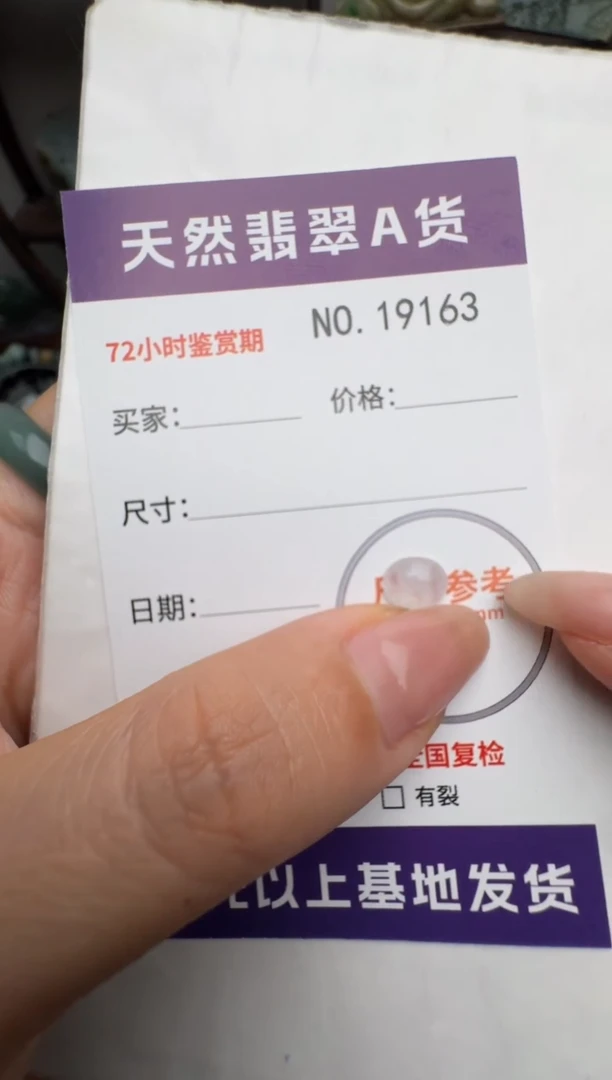 天然翡翠A货
NO.19163
72小时鉴赏期
买家：
价格：
尺寸：
参考
mm
日期：
国复检
□ 有裂
以上基地发货